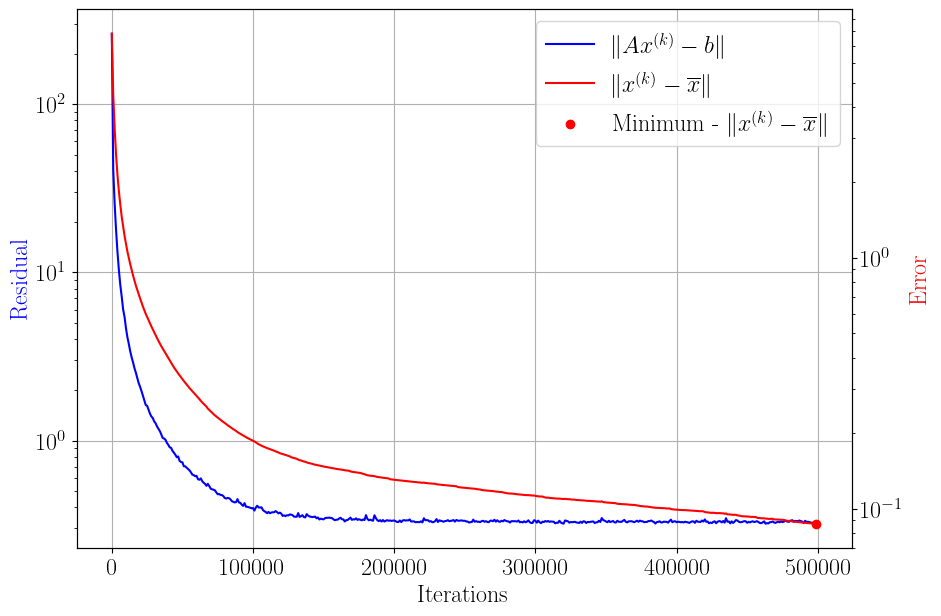 ‖Ax^{(k)} − b‖
‖x^{(k)} − x̅‖
Minimum - ‖x^{(k)} − x̅‖
Residual
10^2
10^1
10^0
Error
10^0
10^{−1}
0
100000
200000
300000
400000
500000
Iterations